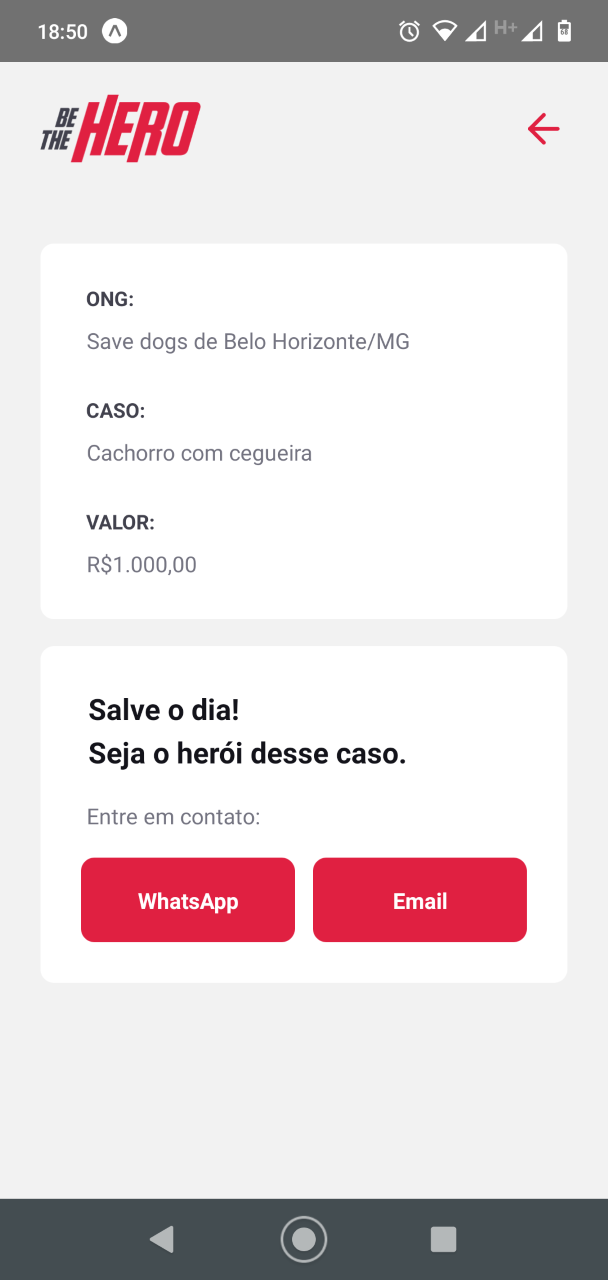 18:50
H+
68
BE
THE
HERO
ONG:
Save dogs de Belo Horizonte/MG
CASO:
Cachorro com cegueira
VALOR:
R$1.000,00
Salve o dia!
Seja o herói desse caso.
Entre em contato:
WhatsApp
Email